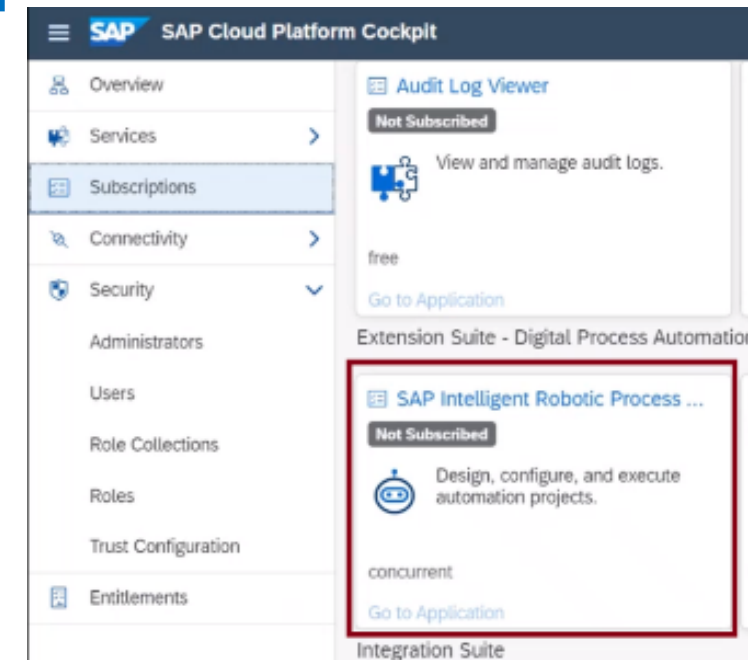 SAP SAP Cloud Platform Cockpit
Overview
Services
Subscriptions
Connectivity
Security
Administrators
Users
Role Collections
Roles
Trust Configuration
Entitlements
Audit Log Viewer
Not Subscribed
View and manage audit logs.
free
Go to Application
Extension Suite - Digital Process Automation
SAP Intelligent Robotic Process ...
Not Subscribed
Design, configure, and execute
automation projects.
concurrent
Go to Application
Integration Suite